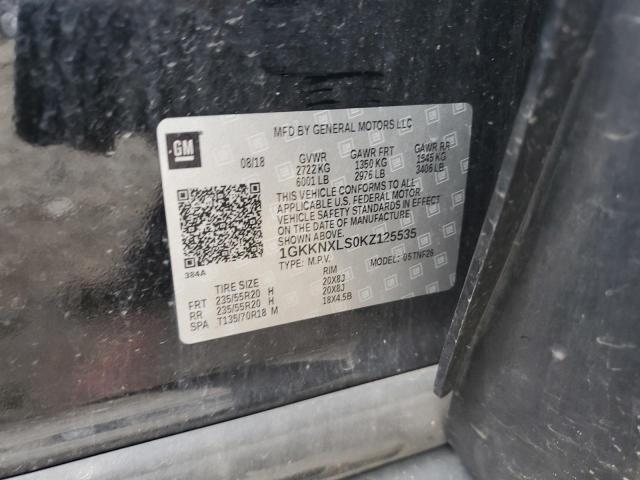 GM
MFD BY GENERAL MOTORS LLC
08/18 GVWR GAWR FRT GAWR RR
2722 KG 1350 KG 1545 KG
6001 LB 2976 LB 3406 LB
THIS VEHICLE CONFORMS TO ALL
APPLICABLE U.S. FEDERAL MOTOR
VEHICLE SAFETY STANDARDS IN EFFECT
ON THE DATE OF MANUFACTURE
SHOWN ABOVE.
1GKKNXLS0KZ125535
TYPE: M.P.V. MODEL: 05TNF26
384A
TIRE SIZE RIM
FRT 235/55R20 H 20X8J
RR 235/55R20 H 20X8J
SPA T135/70R18 M 18X4.5B